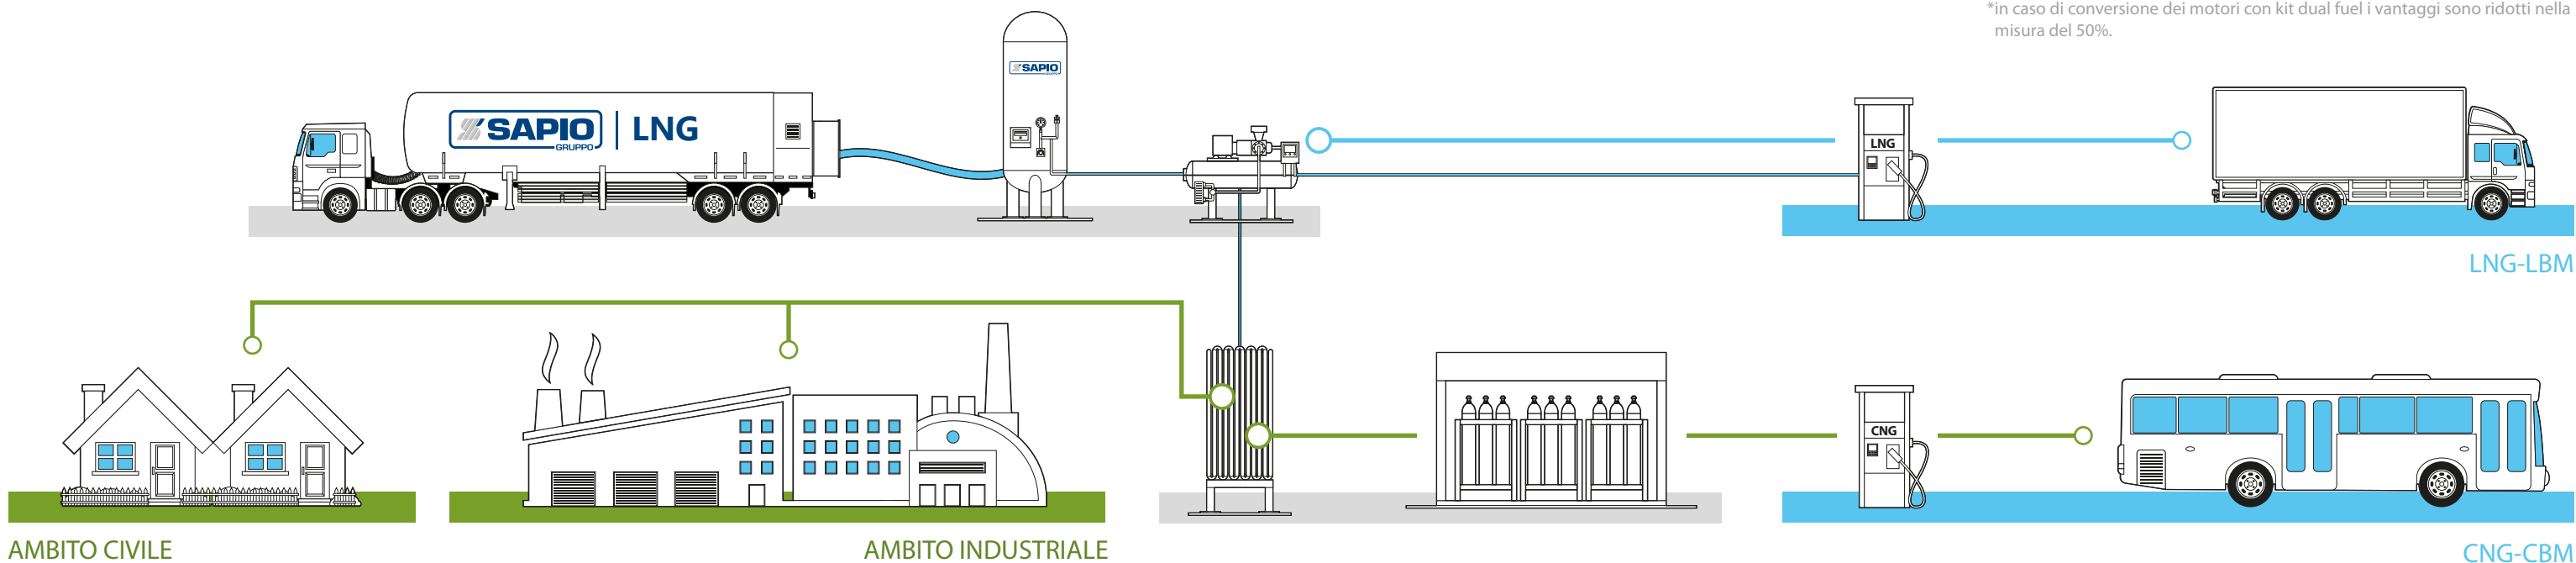 *in caso di conversione dei motori con kit dual fuel i vantaggi sono ridotti nella
misura del 50%.
SAPIO
GRUPPO
LNG
SAPIO
GRUPPO
LNG
LNG-LBM
CNG
AMBITO CIVILE
AMBITO INDUSTRIALE
CNG-CBM